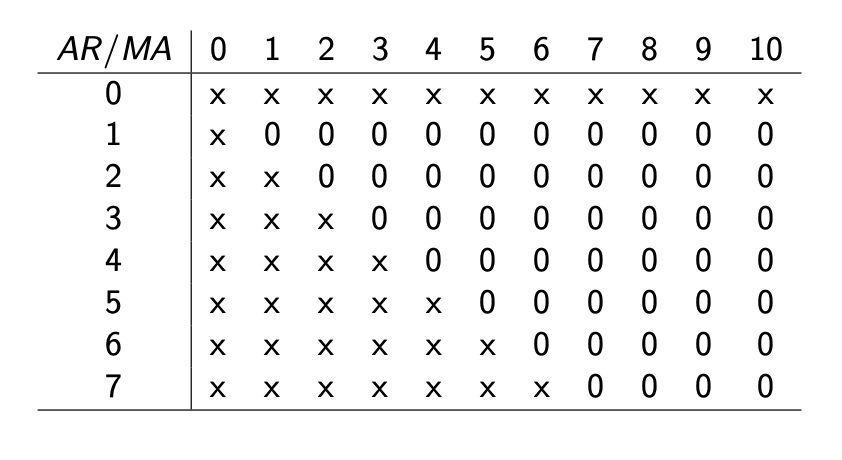 AR/MA 0 1 2 3 4 5 6 7 8 9 10
0 x x x x x x x x x x x
1 x 0 0 0 0 0 0 0 0 0 0
2 x x 0 0 0 0 0 0 0 0 0
3 x x x 0 0 0 0 0 0 0 0
4 x x x x 0 0 0 0 0 0 0
5 x x x x x 0 0 0 0 0 0
6 x x x x x x 0 0 0 0 0
7 x x x x x x x 0 0 0 0